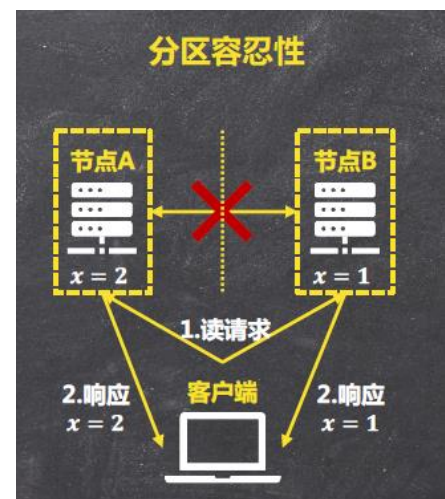 分区容忍性
节点A
节点B
x = 2
x = 1
1.读请求
2.响应
x = 2
客户端
2.响应
x = 1